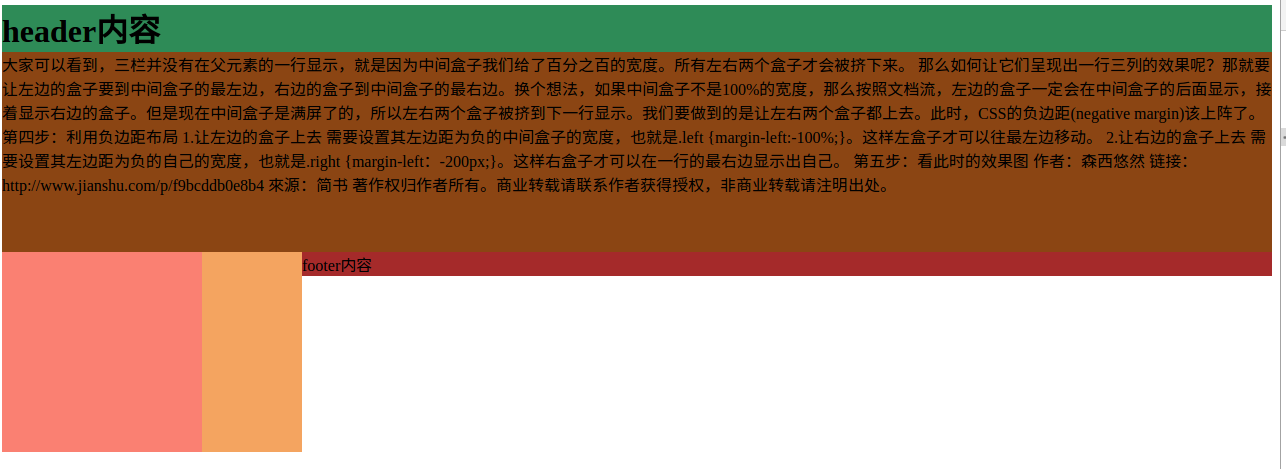 header内容
大家可以看到，三栏并没有在父元素的一行显示，就是因为中间盒子我们给了百分之百的宽度。所有左右两个盒子才会被挤下来。 那么如何让它们呈现出一行三列的效果呢？那就要
让左边的盒子要到中间盒子的最左边，右边的盒子到中间盒子的最右边。换个想法，如果中间盒子不是100%的宽度，那么按照文档流，左边的盒子一定会在中间盒子的后面显示，接
着显示右边的盒子。但是现在中间盒子是满屏了的，所以左右两个盒子被挤到下一行显示。我们要做到的是让左右两个盒子都上去。此时，CSS的负边距(negative margin)该上阵了。
第四步：利用负边距布局 1.让左边的盒子上去 需要设置其左边距为负的中间盒子的宽度，也就是.left {margin-left:-100%;}。这样左盒子才可以往最左边移动。 2.让右边的盒子上去 需
要设置其左边距为负的自己的宽度，也就是.right {margin-left：-200px;}。这样右盒子才可以在一行的最右边显示出自己。 第五步：看此时的效果图 作者：森西悠然 链接：
http://www.jianshu.com/p/f9bcddb0e8b4 來源：简书 著作权归作者所有。商业转载请联系作者获得授权，非商业转载请注明出处。
footer内容